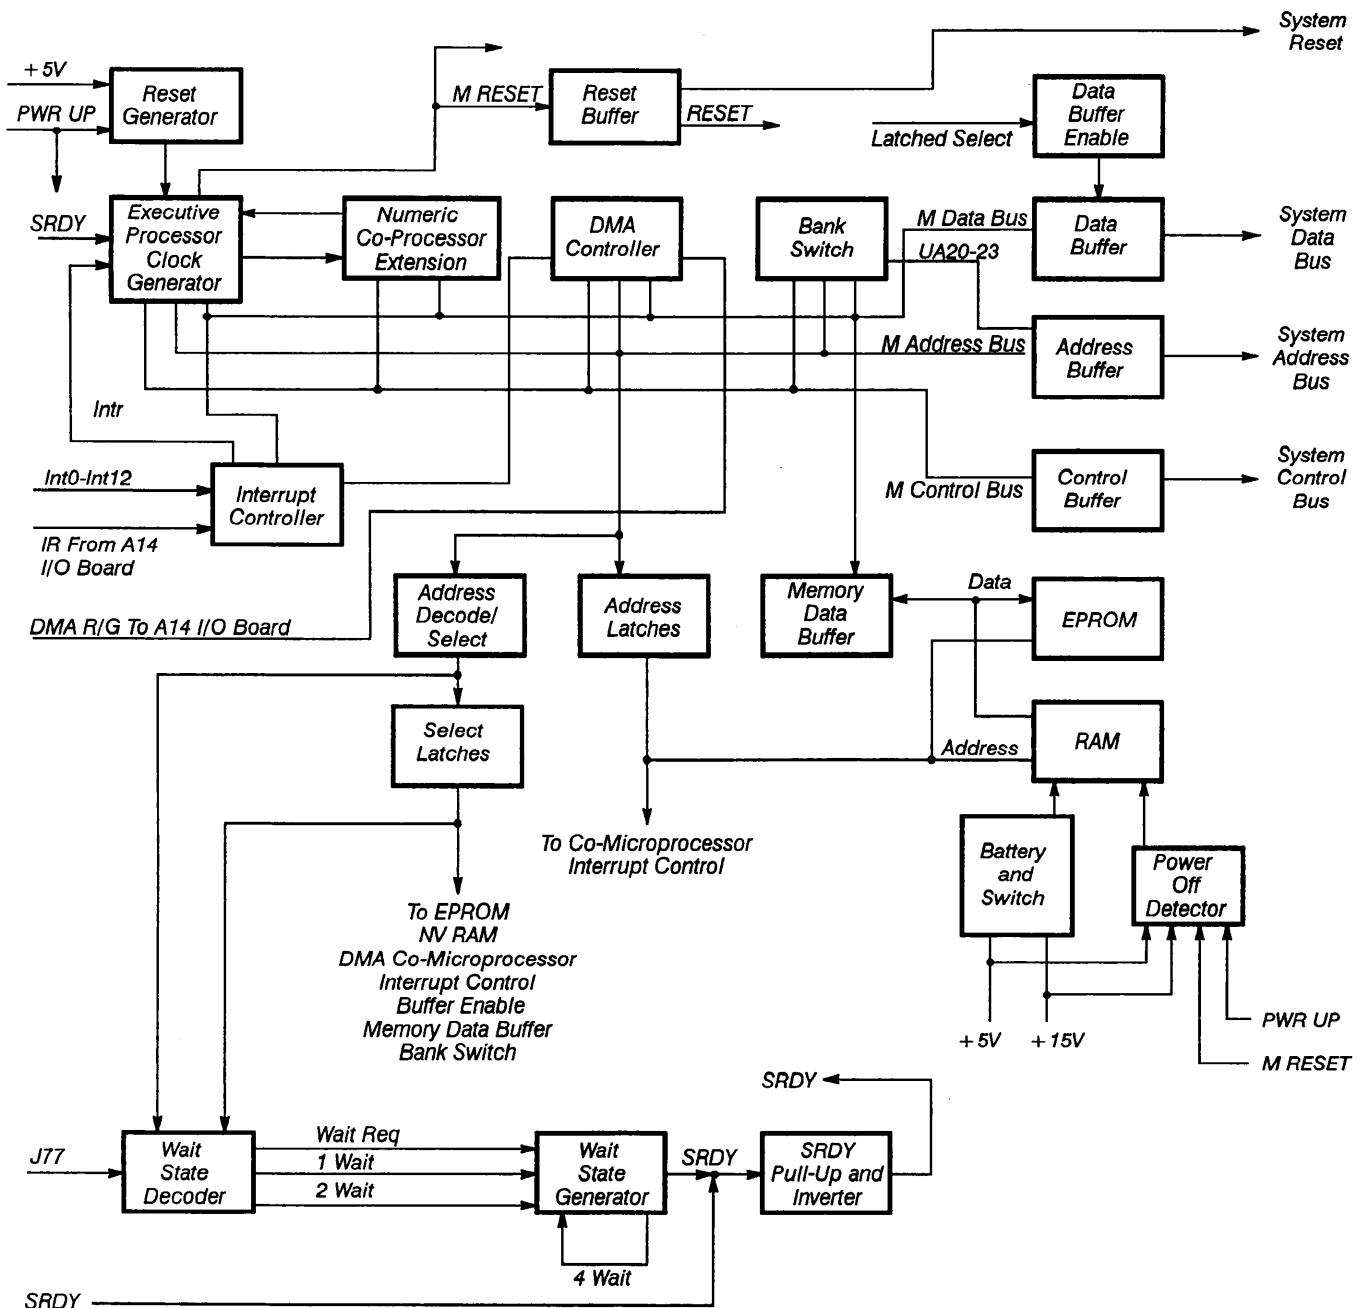 System
Reset
+5V
Reset
Generator
PWR UP
M RESET
Reset
Buffer
RESET
Data
Buffer
Enable
Latched Select
SRDY
Executive
Processor
Clock
Generator
Numeric
Co-Processor
Extension
DMA
Controller
Bank
Switch
M Data Bus
UA20-23
Data
Buffer
System
Data
Bus
M Address Bus
Address
Buffer
System
Address
Bus
Intr
Int0-Int12
Interrupt
Controller
IR From A14
I/O Board
M Control Bus
Control
Buffer
System
Control
Bus
DMA R/G To A14 I/O Board
Address
Decode/
Select
Address
Latches
Memory
Data
Buffer
Data
EPROM
Select
Latches
Address
RAM
To Co-Microprocessor
Interrupt Control
Battery
and
Switch
Power
Off
Detector
To EPROM
NV RAM
DMA Co-Microprocessor
Interrupt Control
Buffer Enable
Memory Data Buffer
Bank Switch
+5V
+15V
PWR UP
M RESET
SRDY
J77
Wait
State
Decoder
Wait Req
1 Wait
2 Wait
Wait
State
Generator
SRDY
SRDY
Pull-Up and
Inverter
4 Wait
SRDY